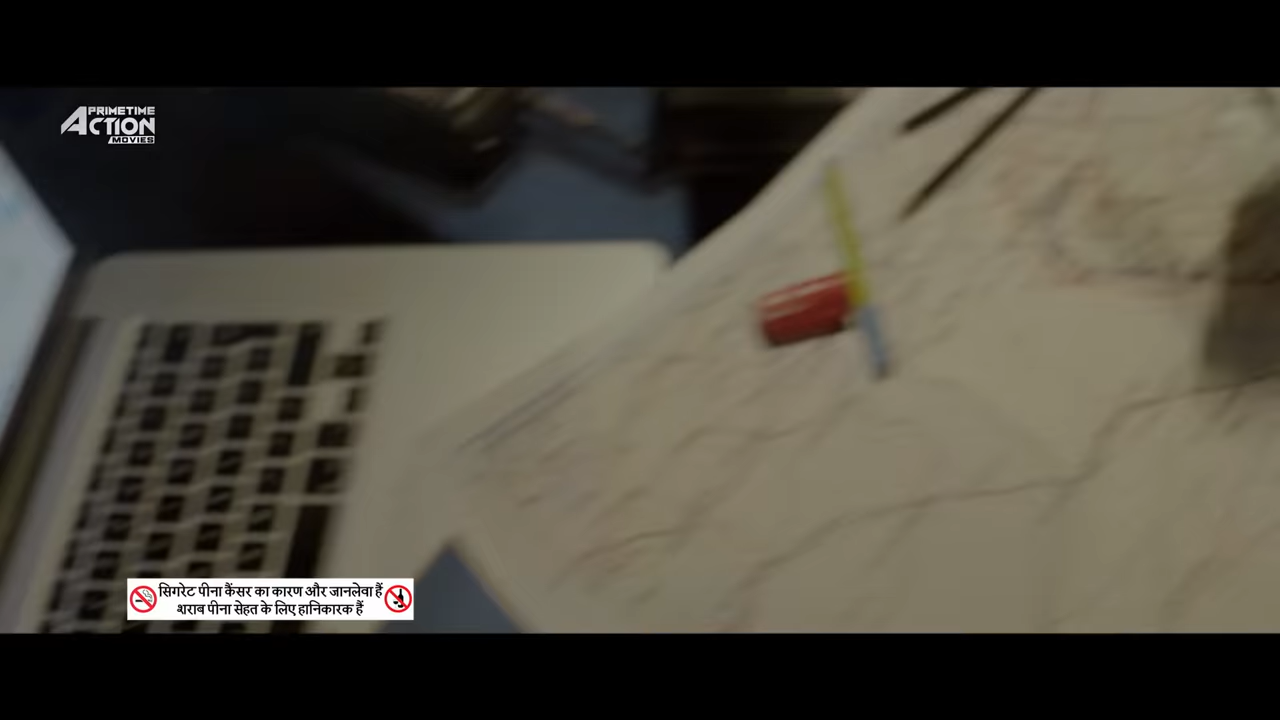 PRIMETIME
ACTION
MOVIES
सिगरेट पीना कैंसर का कारण और जानलेवा हैं
शराब पीना सेहत के लिए हानिकारक हैं